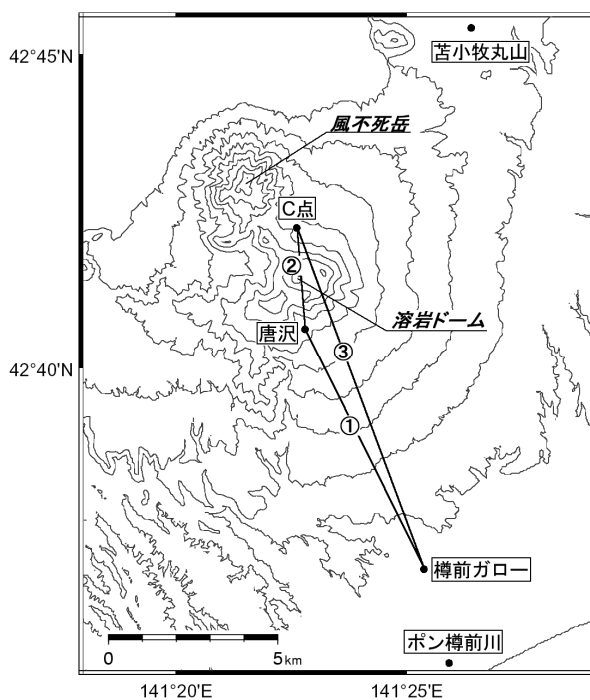 42°45'N
苫小牧丸山
風不死岳
C点
②
溶岩ドーム
唐沢
③
42°40'N
①
樽前ガロー
ポン樽前川
0
5km
141°20'E
141°25'E